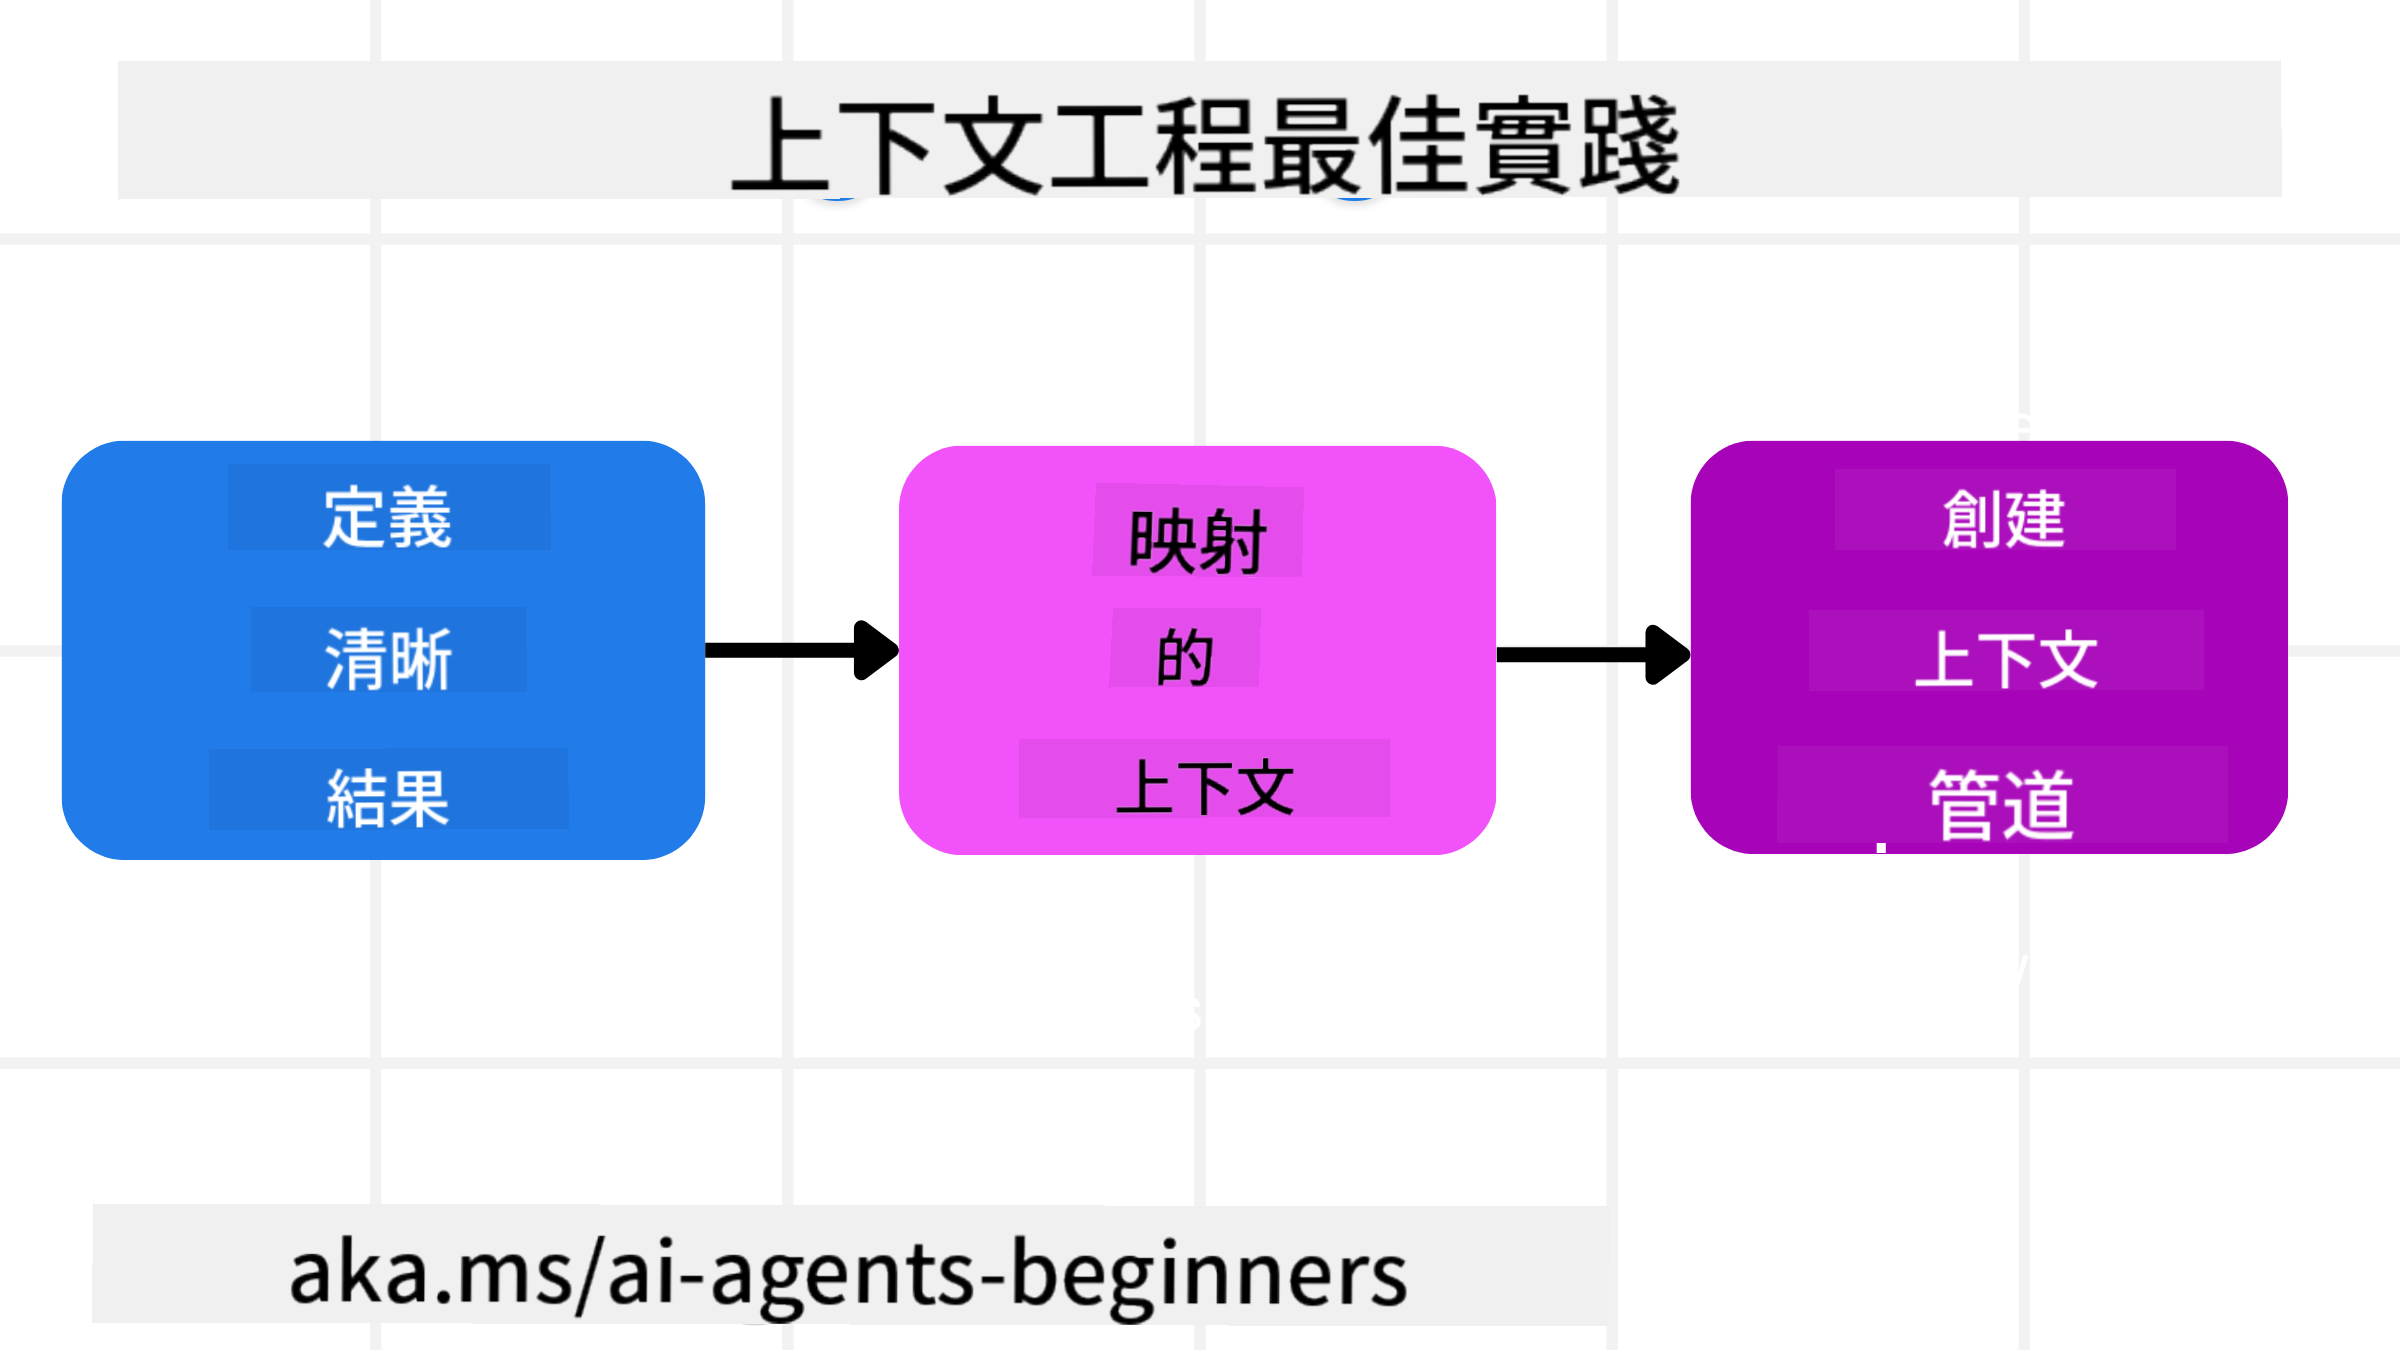 上下文工程最佳實踐
定義
清晰
結果
映射
的
上下文
創建
上下文
管道
aka.ms/ai-agents-beginners